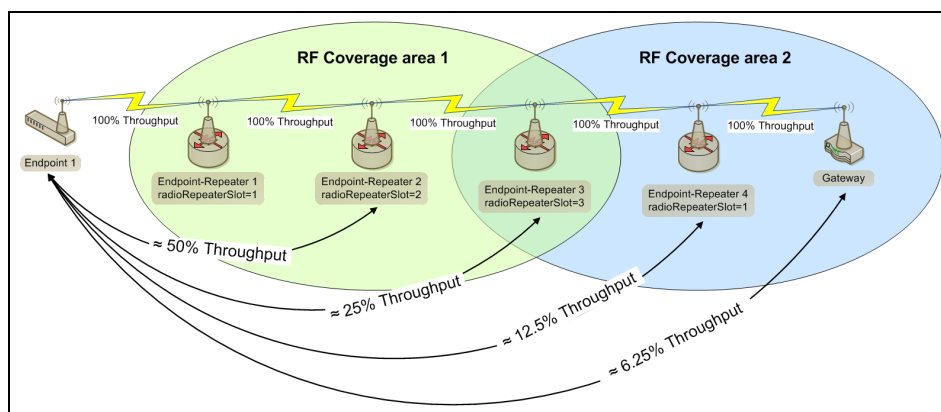 RF Coverage area 1
RF Coverage area 2
100% Throughput
100% Throughput
100% Throughput
100% Throughput
100% Throughput
Endpoint 1
Endpoint-Repeater 1
radioRepeaterSlot=1
Endpoint-Repeater 2
radioRepeaterSlot=2
Endpoint-Repeater 3
radioRepeaterSlot=3
Endpoint-Repeater 4
radioRepeaterSlot=1
Gateway
≈ 50% Throughput
≈ 25% Throughput
≈ 12.5% Throughput
≈ 6.25% Throughput